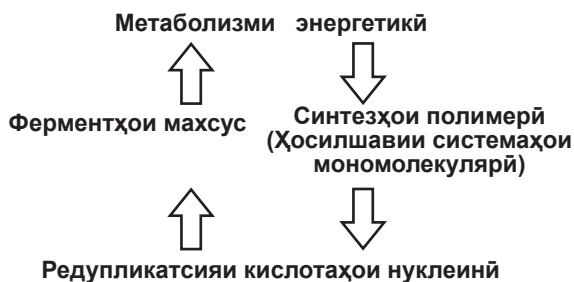 Метаболизми энергетикӣ
Ферментҳои махсус
Синтезҳои полимерӣ
(Ҳосилшавии системаҳои
мономолекулярӣ)
Редупликатсияи кислотаҳои нуклеинӣ